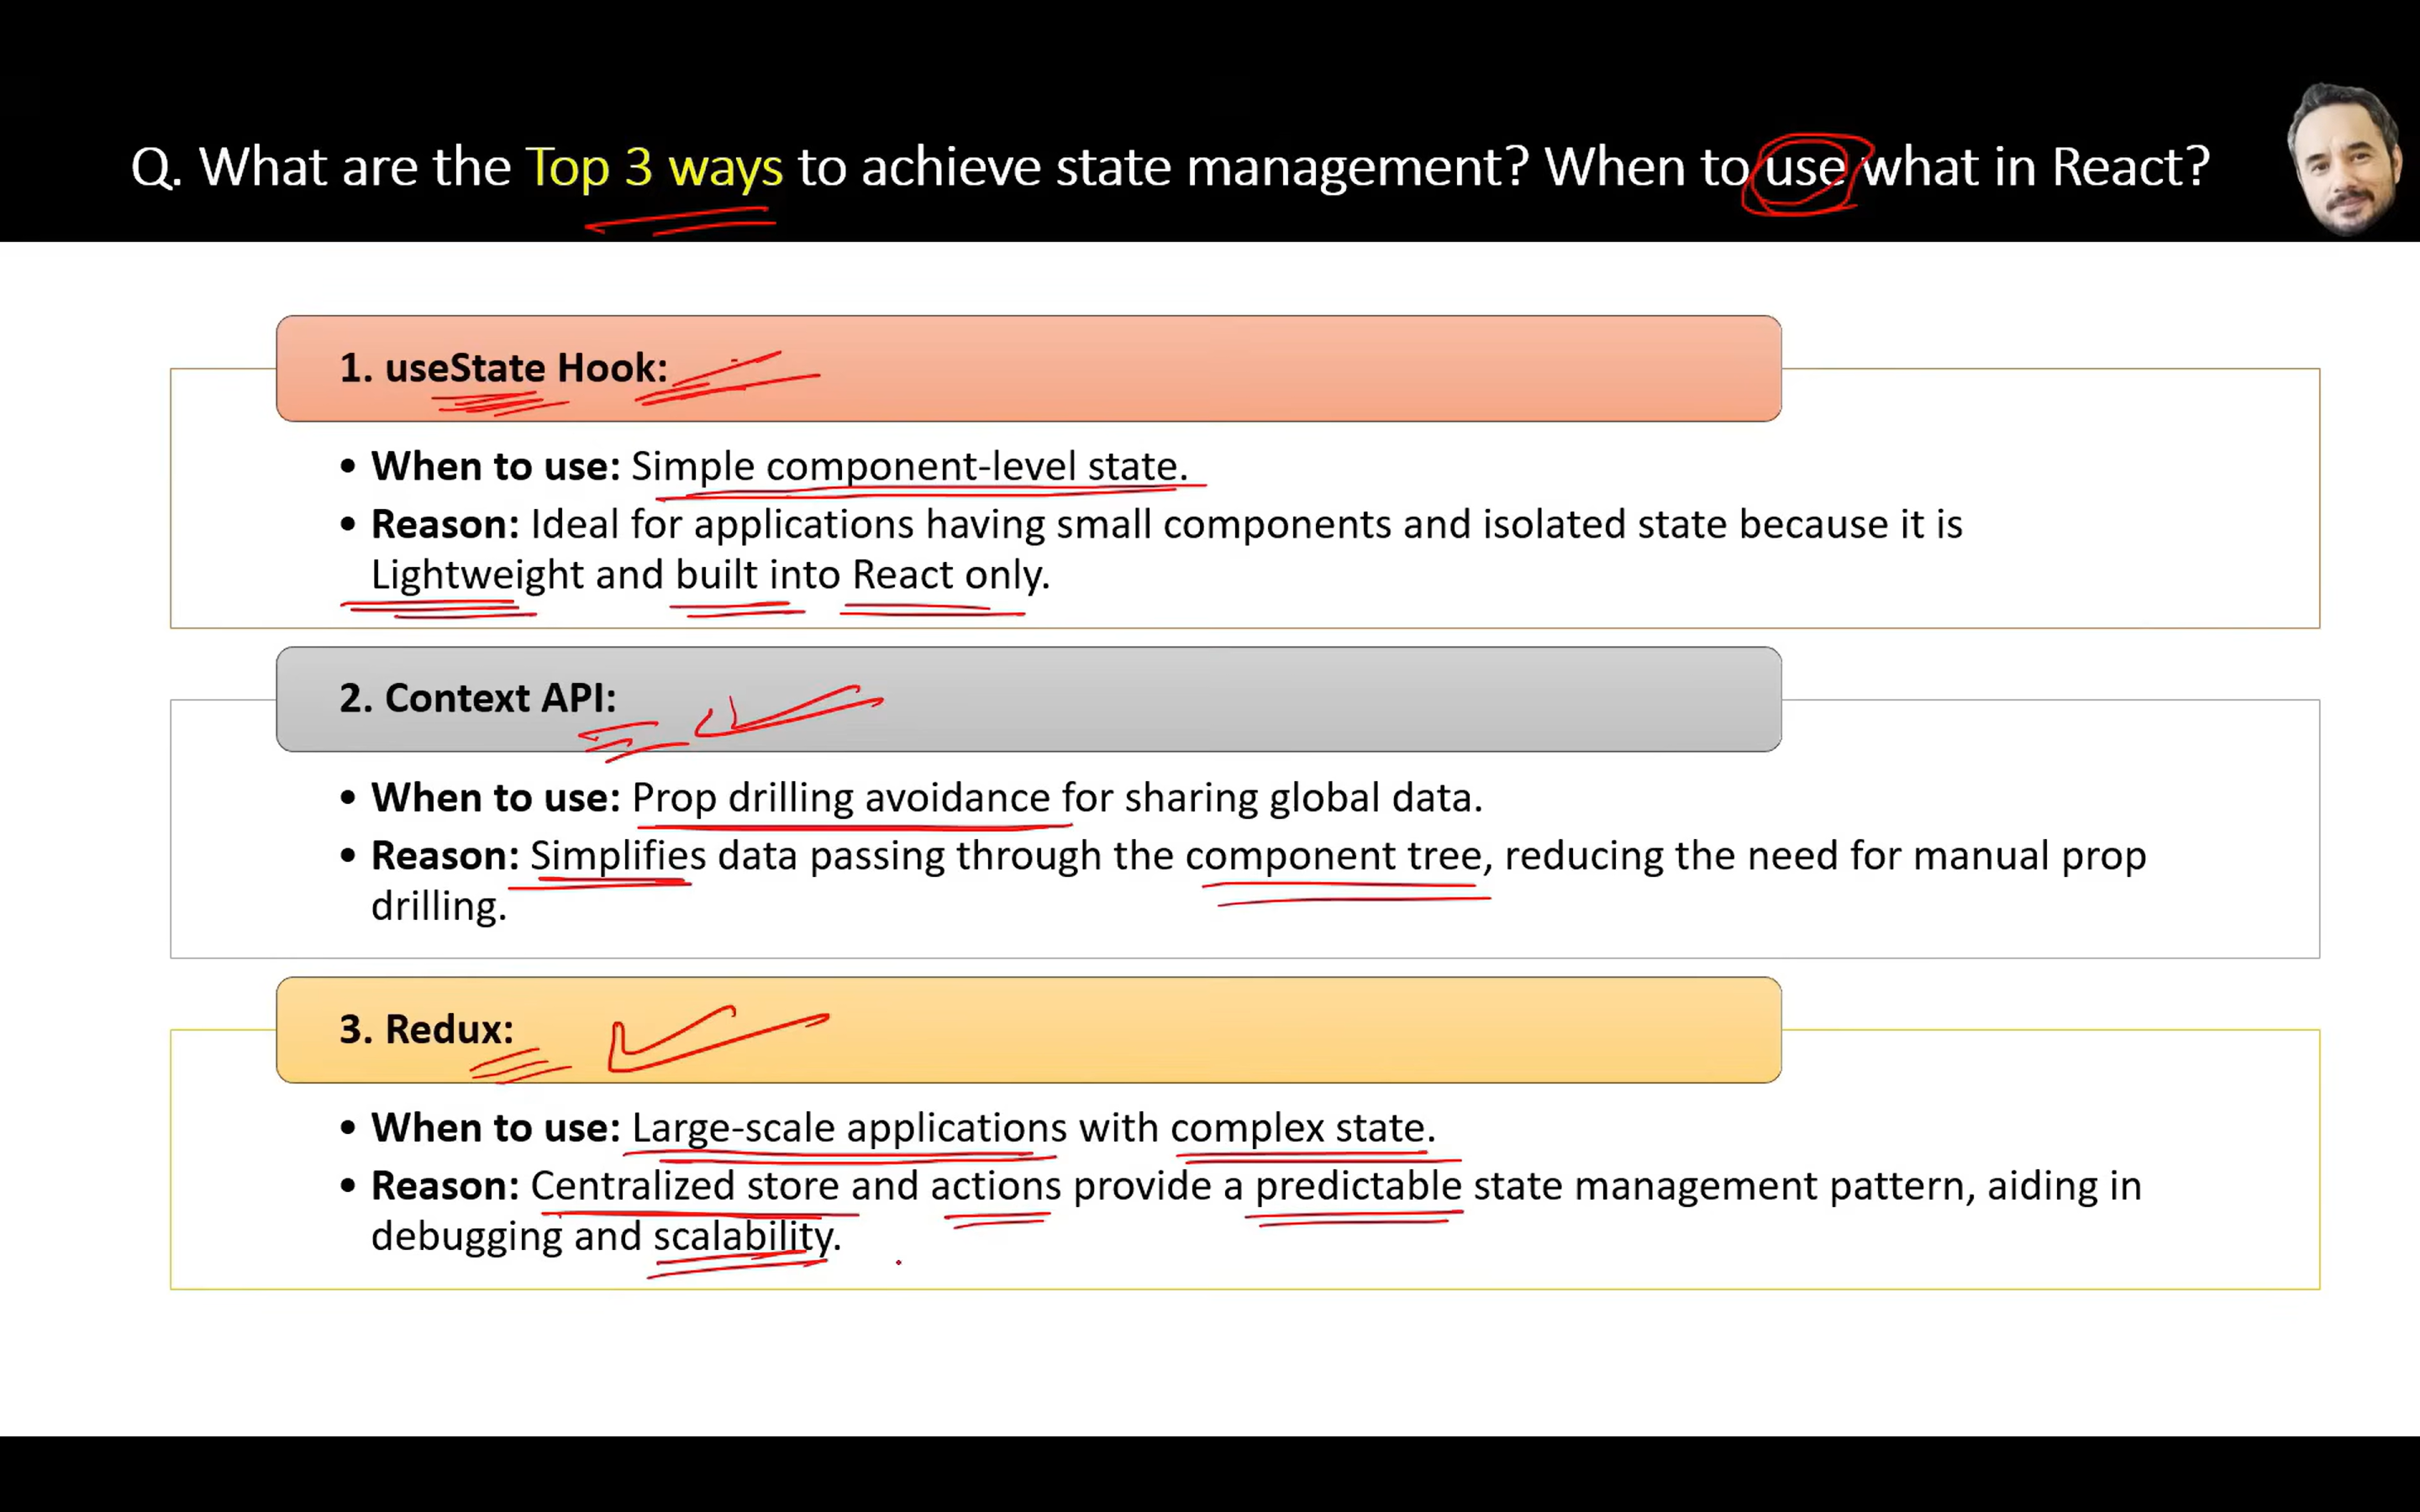 Q. What are the Top 3 ways to achieve state management? When to use what in React?
1. useState Hook:
• When to use: Simple component-level state.
• Reason: Ideal for applications having small components and isolated state because it is
Lightweight and built into React only.
2. Context API:
• When to use: Prop drilling avoidance for sharing global data.
• Reason: Simplifies data passing through the component tree, reducing the need for manual prop
drilling.
3. Redux:
• When to use: Large-scale applications with complex state.
• Reason: Centralized store and actions provide a predictable state management pattern, aiding in
debugging and scalability.